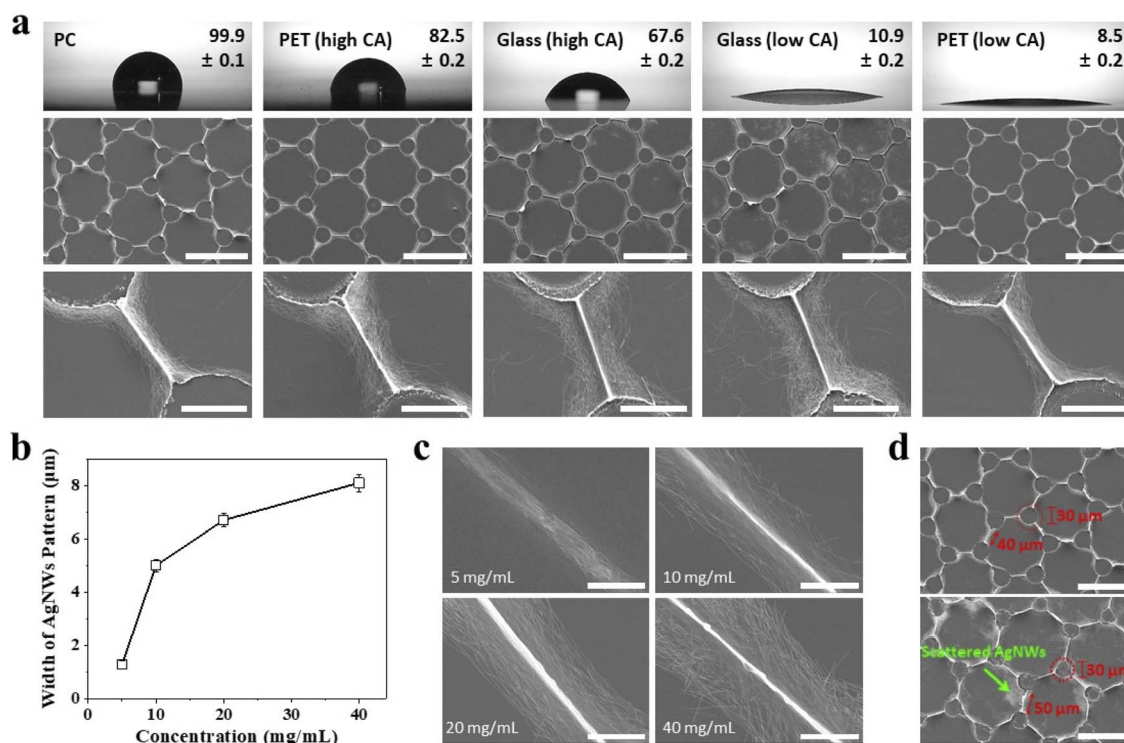 a
PC
99.9
± 0.1
PET (high CA)
82.5
± 0.2
Glass (high CA)
67.6
± 0.2
Glass (low CA)
10.9
± 0.2
PET (low CA)
8.5
± 0.2
b
Width of AgNWs Pattern (μm)
8
6
4
2
0
0
10
20
30
40
Concentration (mg/mL)
c
5 mg/mL
10 mg/mL
20 mg/mL
40 mg/mL
d
30 μm
40 μm
Scattered AgNWs
30 μm
50 μm